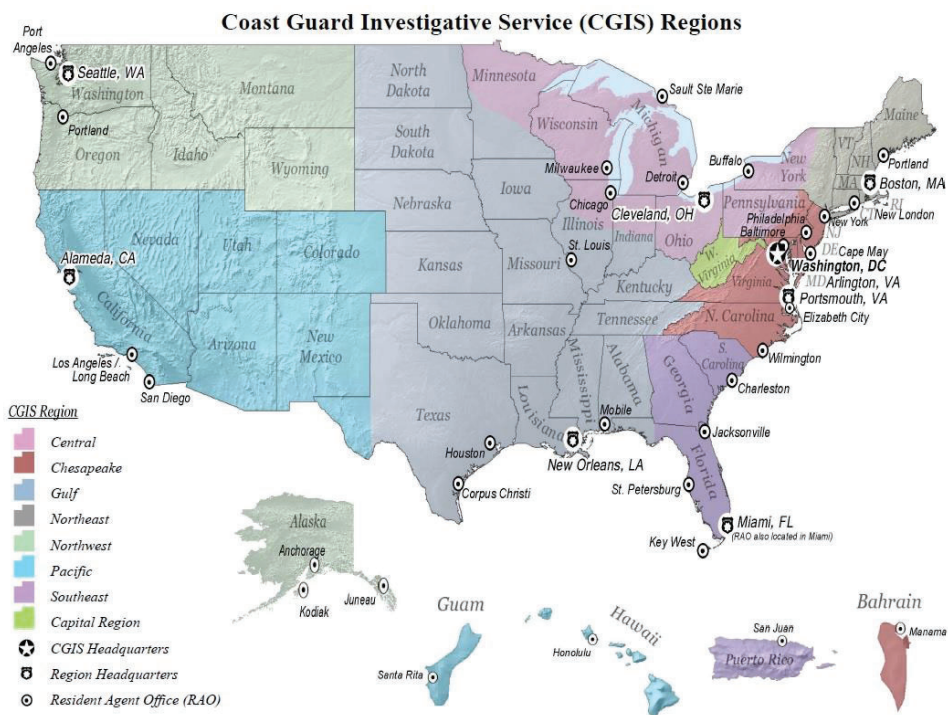 Coast Guard Investigative Service (CGIS) Regions
Port
Angeles
Seattle, WA
Washington
Portland
Oregon
Idaho
Montana
Wyoming
North
Dakota
South
Dakota
Nebraska
Kansas
Oklahoma
Texas
Minnesota
Wisconsin
Michigan
Iowa
Missouri
Arkansas
Louisiana
Sault Ste Marie
Milwaukee
Chicago
Detroit
Cleveland, OH
Illinois
Indiana
Ohio
St. Louis
Kentucky
Tennessee
Mississippi
Alabama
Buffalo
New
York
Pennsylvania
Maine
VT
NH
MA
RI
Portland
Boston, MA
New London
New York
Philadelphia
Baltimore
NJ
DE
Cape May
Washington, DC
MD
Arlington, VA
Portsmouth, VA
Elizabeth City
W.
Virginia
Virginia
N. Carolina
S.
Carolina
Georgia
Florida
Wilmington
Charleston
Jacksonville
St. Petersburg
Miami, FL
(RAO also located in Miami)
Key West
Mobile
New Orleans, LA
Houston
Corpus Christi
Nevada
Utah
Colorado
California
Arizona
New
Mexico
Alameda, CA
Los Angeles /
Long Beach
San Diego
CGIS Region
Central
Chesapeake
Gulf
Northeast
Northwest
Pacific
Southeast
Capital Region
CGIS Headquarters
Region Headquarters
Resident Agent Office (RAO)
Alaska
Anchorage
Kodiak
Juneau
Guam
Santa Rita
Hawaii
Honolulu
San Juan
Puerto Rico
Bahrain
Manama